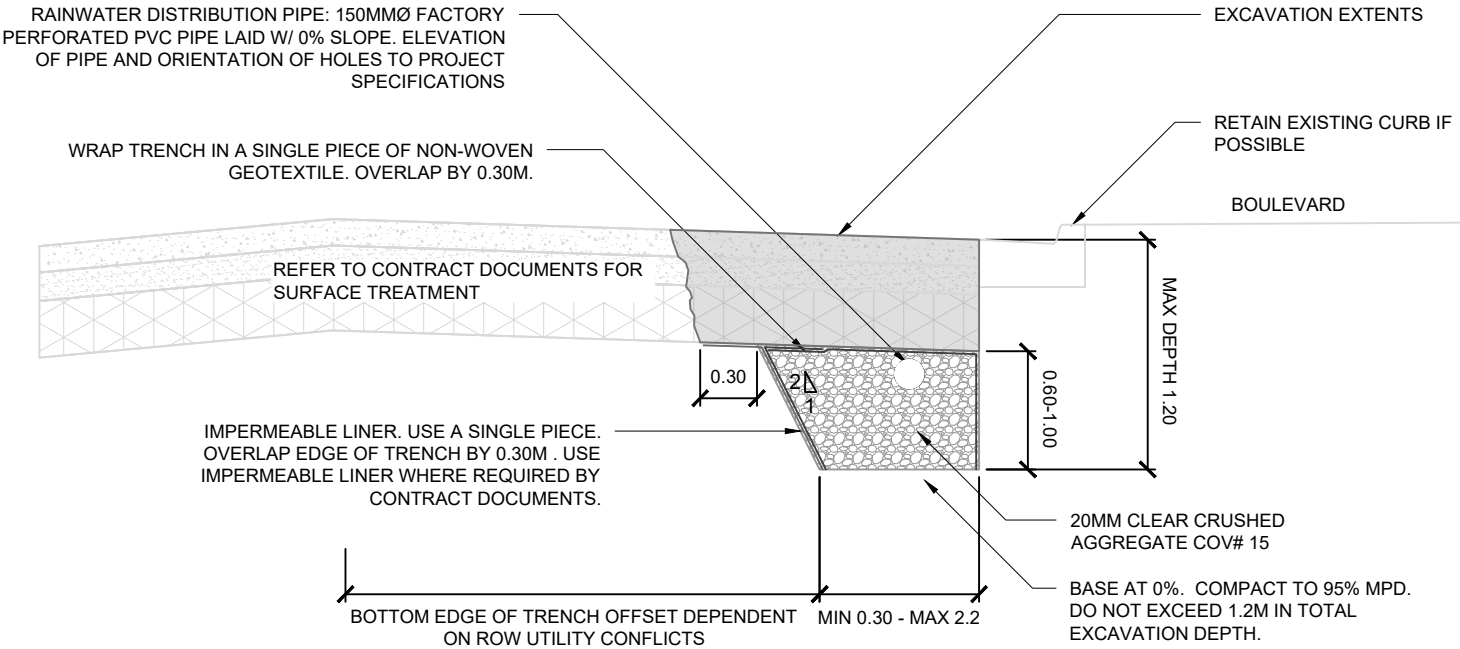 RAINWATER DISTRIBUTION PIPE: 150MMØ FACTORY
PERFORATED PVC PIPE LAID W/ 0% SLOPE. ELEVATION
OF PIPE AND ORIENTATION OF HOLES TO PROJECT
SPECIFICATIONS
EXCAVATION EXTENTS
RETAIN EXISTING CURB IF
POSSIBLE
WRAP TRENCH IN A SINGLE PIECE OF NON-WOVEN
GEOTEXTILE. OVERLAP BY 0.30M.
BOULEVARD
REFER TO CONTRACT DOCUMENTS FOR
SURFACE TREATMENT
MAX DEPTH 1.20
0.30
2
1
0.60-1.00
IMPERMEABLE LINER. USE A SINGLE PIECE.
OVERLAP EDGE OF TRENCH BY 0.30M . USE
IMPERMEABLE LINER WHERE REQUIRED BY
CONTRACT DOCUMENTS.
20MM CLEAR CRUSHED
AGGREGATE COV# 15
BASE AT 0%. COMPACT TO 95% MPD.
DO NOT EXCEED 1.2M IN TOTAL
EXCAVATION DEPTH.
BOTTOM EDGE OF TRENCH OFFSET DEPENDENT
ON ROW UTILITY CONFLICTS
MIN 0.30 - MAX 2.2